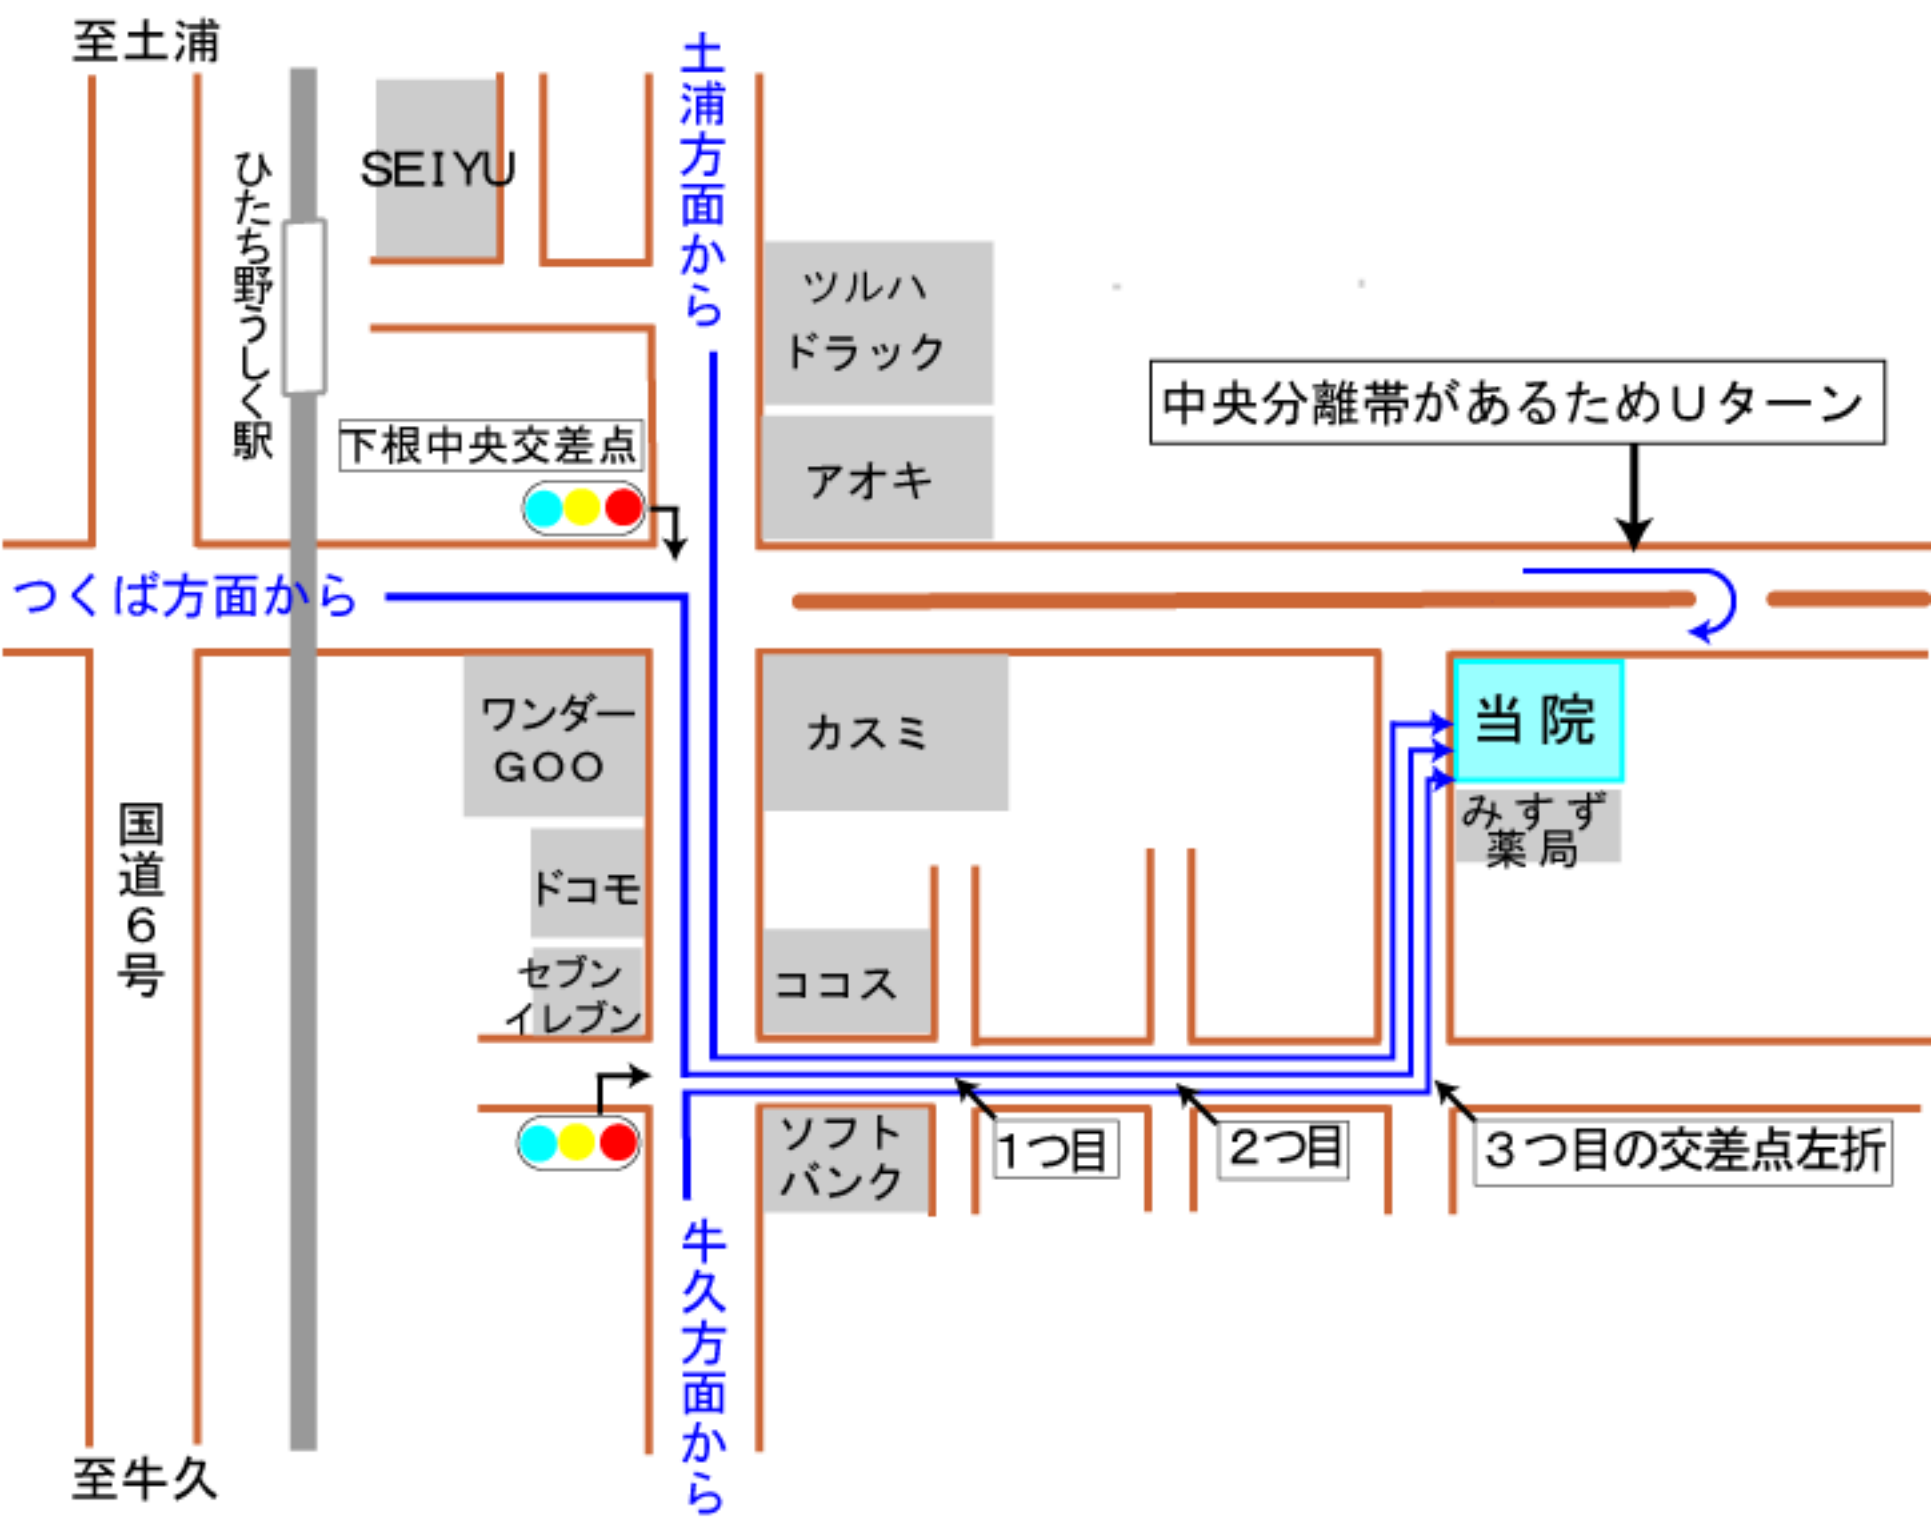 至土浦
土浦方面から
SEIYU
ひたち野うしく駅
ツルハ
ドラック
中央分離帯があるためUターン
下根中央交差点
アオキ
つくば方面から
ワンダー
GOO
カスミ
当院
みすず
薬局
国道6号
ドコモ
セブン
イレブン
ココス
ソフト
バンク
1つ目
2つ目
3つ目の交差点左折
牛久方面から
至牛久